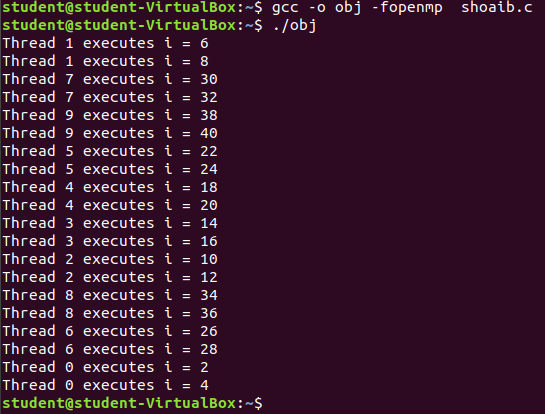 student@student-VirtualBox:~$ gcc -o obj -fopenmp  shoaib.c
student@student-VirtualBox:~$ ./obj
Thread 1 executes i = 6
Thread 1 executes i = 8
Thread 7 executes i = 30
Thread 7 executes i = 32
Thread 9 executes i = 38
Thread 9 executes i = 40
Thread 5 executes i = 22
Thread 5 executes i = 24
Thread 4 executes i = 18
Thread 4 executes i = 20
Thread 3 executes i = 14
Thread 3 executes i = 16
Thread 2 executes i = 10
Thread 2 executes i = 12
Thread 8 executes i = 34
Thread 8 executes i = 36
Thread 6 executes i = 26
Thread 6 executes i = 28
Thread 0 executes i = 2
Thread 0 executes i = 4
student@student-VirtualBox:~$